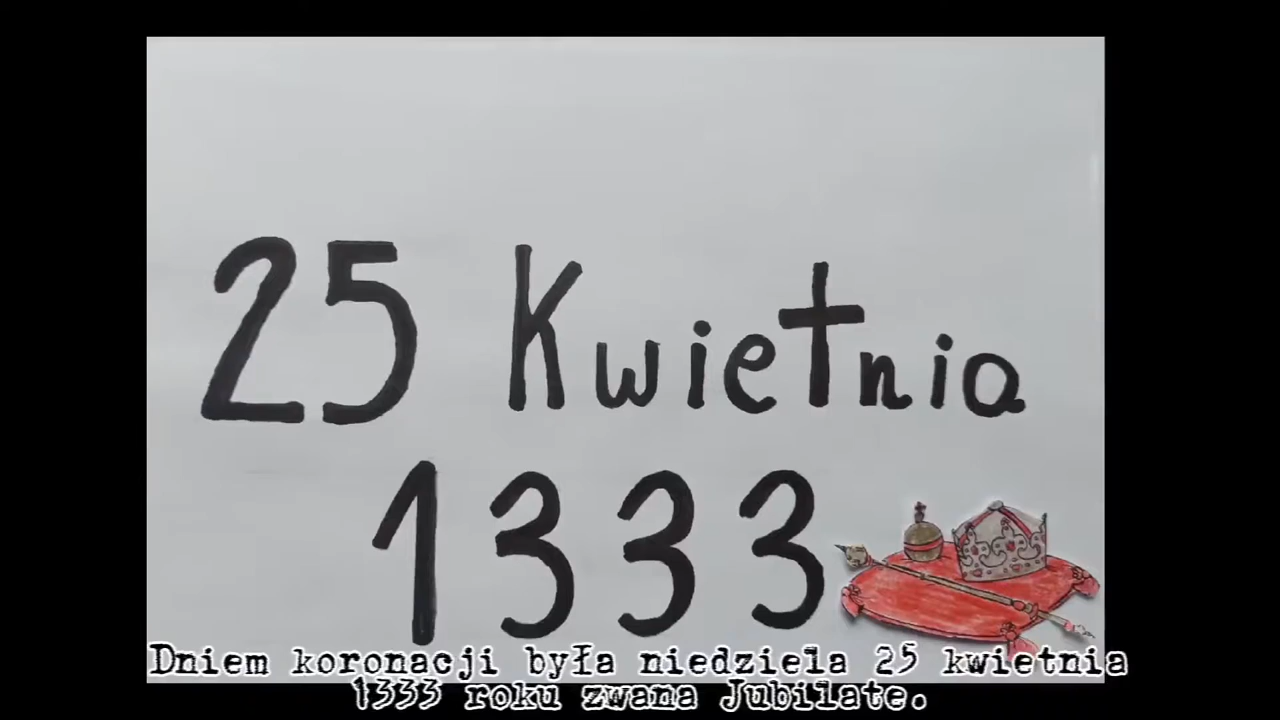 25 Kwietnia
1333
Dniem koronacji była niedziela 25 kwietnia
1333 roku zwana Jubilate.